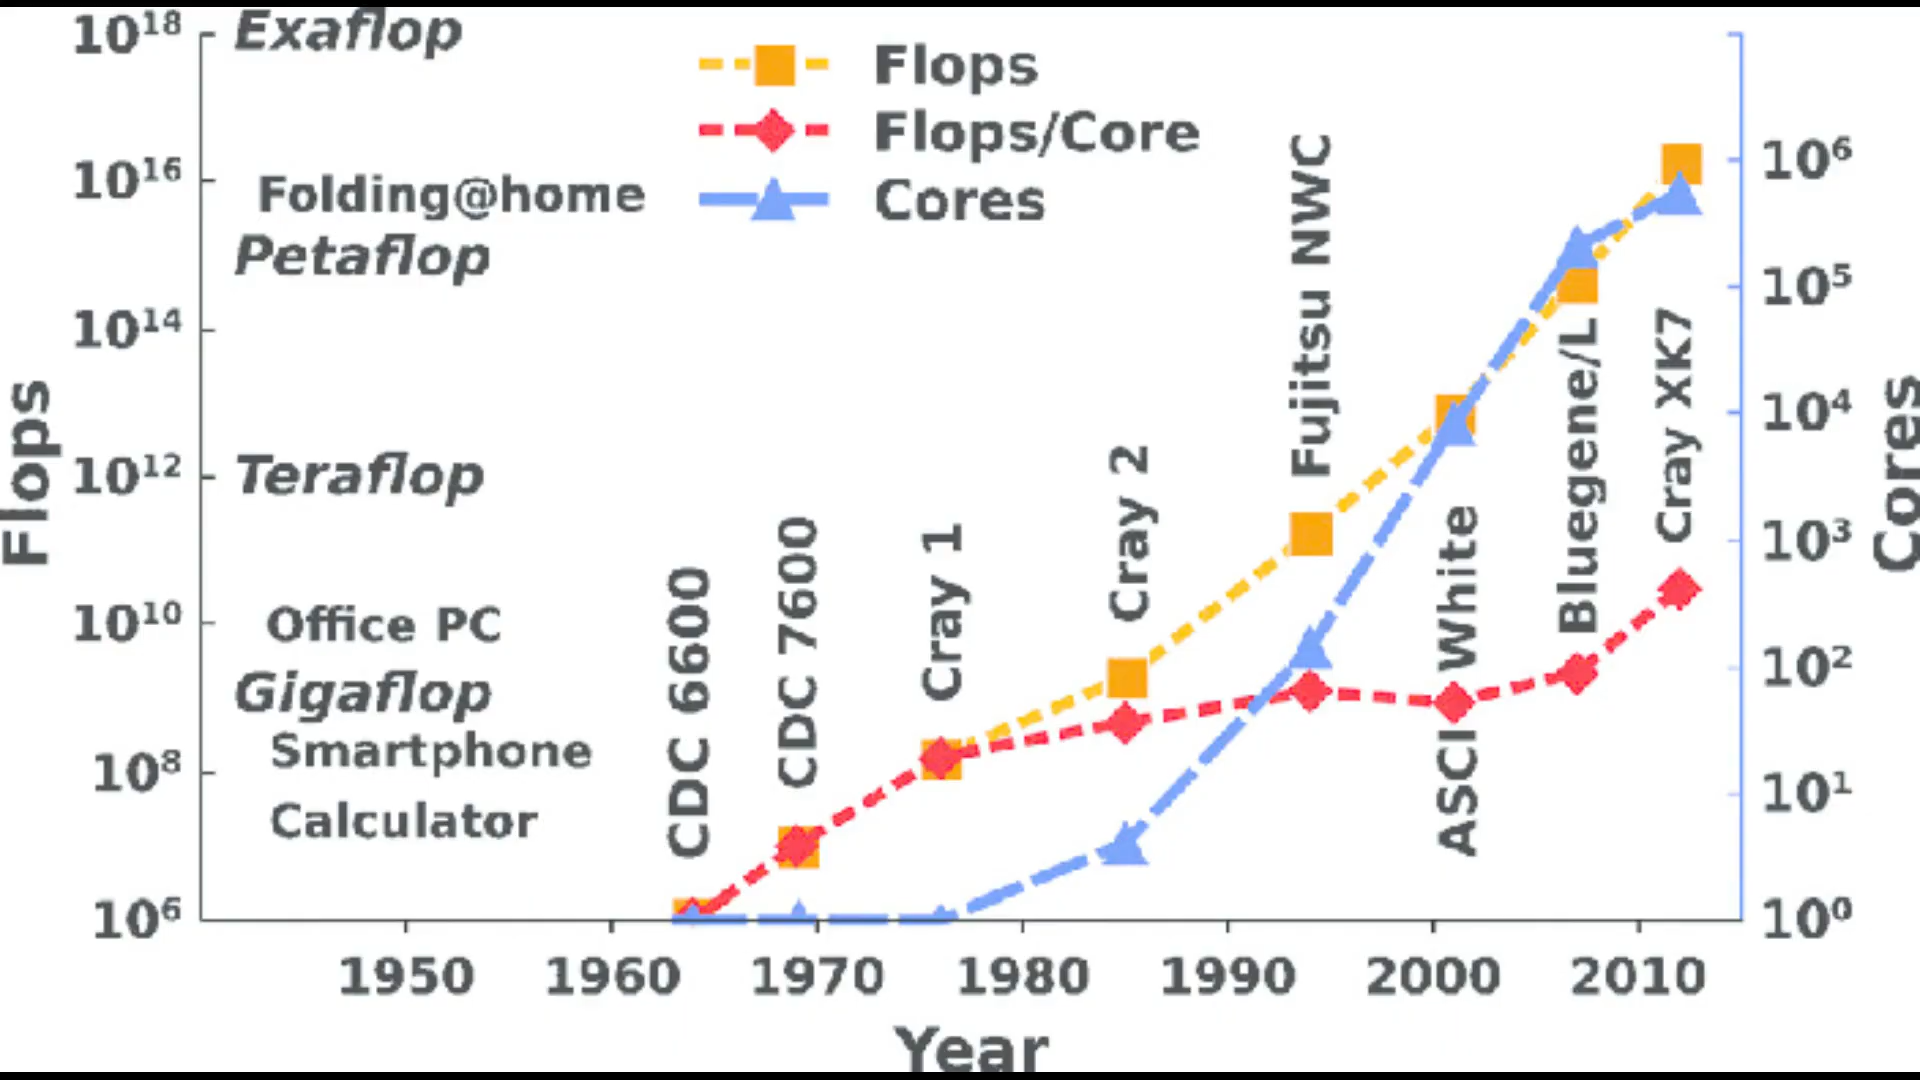 10¹⁸
Exaflop
Flops
Flops/Core
Cores
10¹⁶
Folding@home
Petaflop
10¹⁴
10¹²
Teraflop
10¹⁰
Office PC
Gigaflop
10⁸
Smartphone
Calculator
10⁶
Flops
CDC 6600
CDC 7600
Cray 1
Cray 2
Fujitsu NWC
ASCI White
Bluegene/L
Cray XK7
10⁶
10⁵
10⁴
10³
10²
10¹
10⁰
Cores
1950 1960 1970 1980 1990 2000 2010
Year